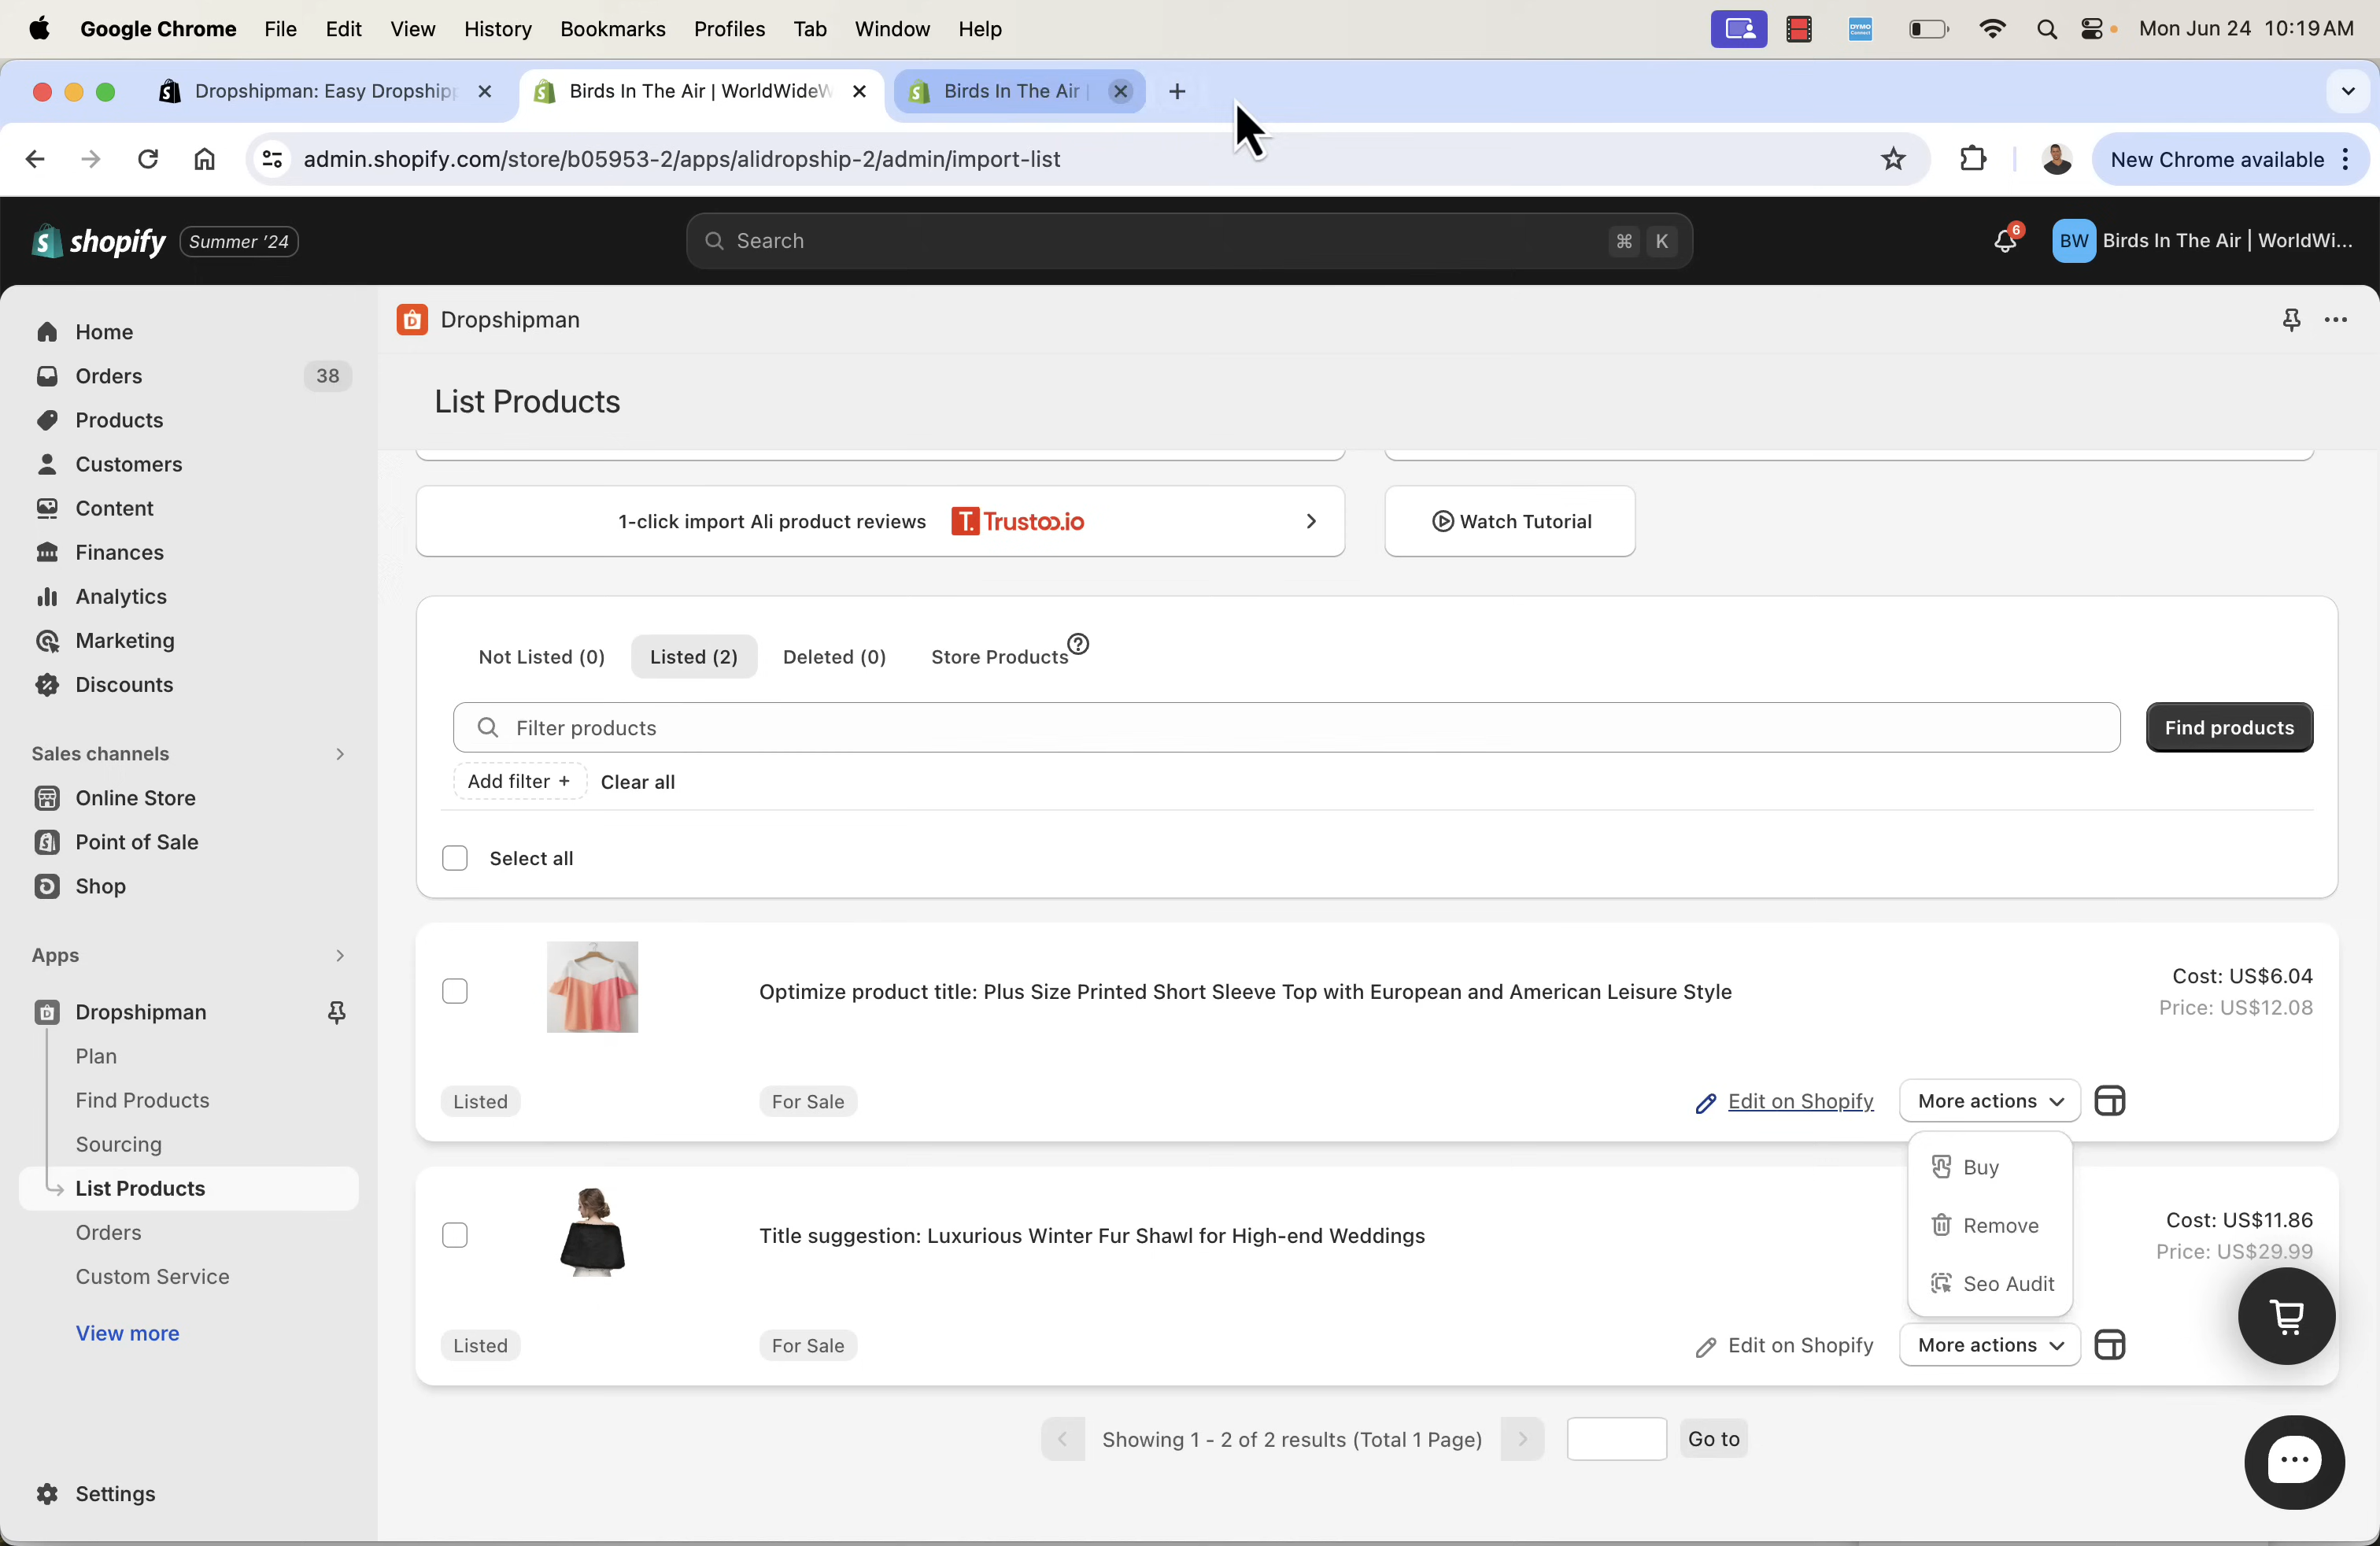 Google Chrome File Edit View History Bookmarks Profiles Tab Window Help DYMO Connect Mon Jun 24 10:19 AM
Dropshipman: Easy Dropshipp
Birds In The Air | WorldWideW
Birds In The Air |
admin.shopify.com/store/b05953-2/apps/alidropship-2/admin/import-list
New Chrome available
shopify Summer '24
Search ⌘ K
6
BW Birds In The Air | WorldWi...
Home
Orders 38
Products
Customers
Content
Finances
Analytics
Marketing
Discounts
Sales channels
Online Store
Point of Sale
Shop
Apps
Dropshipman
Plan
Find Products
Sourcing
List Products
Orders
Custom Service
View more
Settings
Dropshipman
List Products
1-click import Ali product reviews T. Trustoo.io
Watch Tutorial
Not Listed (0) Listed (2) Deleted (0) Store Products ?
Filter products
Find products
Add filter + Clear all
Select all
Optimize product title: Plus Size Printed Short Sleeve Top with European and American Leisure Style
Cost: US$6.04
Price: US$12.08
Listed For Sale Edit on Shopify More actions
Buy
Remove
Seo Audit
Title suggestion: Luxurious Winter Fur Shawl for High-end Weddings
Cost: US$11.86
Price: US$29.99
Listed For Sale Edit on Shopify More actions
Showing 1 - 2 of 2 results (Total 1 Page) Go to